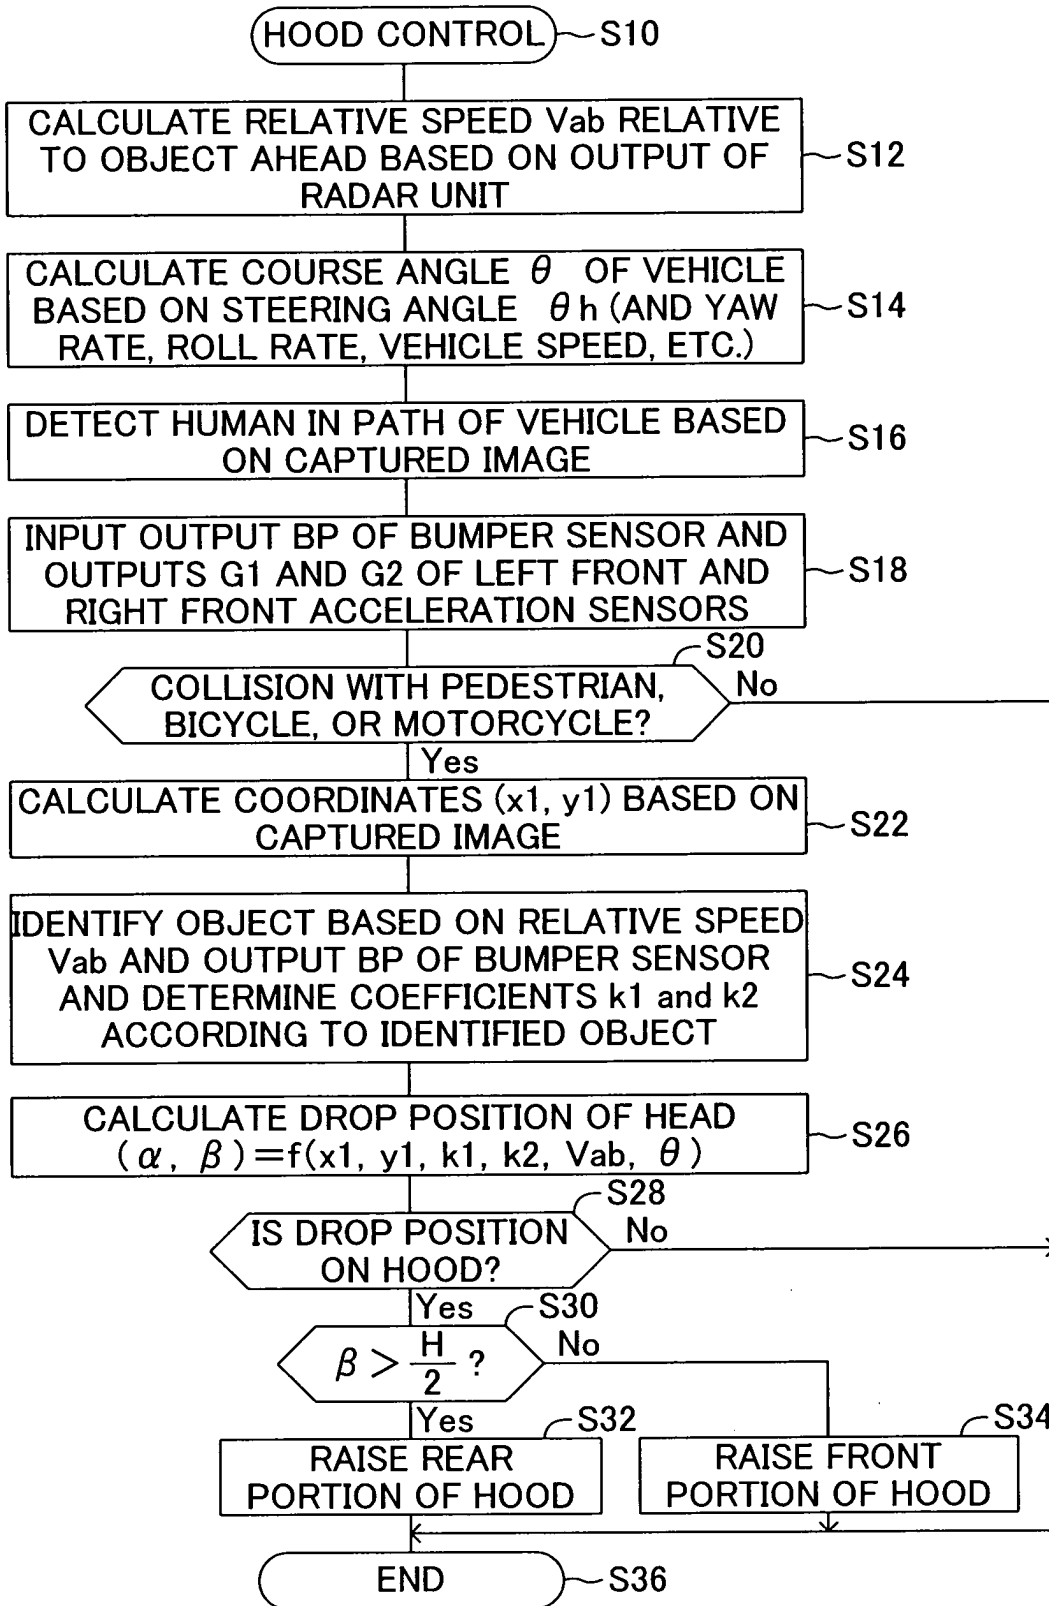 HOOD CONTROL
S10
CALCULATE RELATIVE SPEED Vab RELATIVE
TO OBJECT AHEAD BASED ON OUTPUT OF
RADAR UNIT
S12
CALCULATE COURSE ANGLE θ OF VEHICLE
BASED ON STEERING ANGLE θh (AND YAW
RATE, ROLL RATE, VEHICLE SPEED, ETC.)
S14
DETECT HUMAN IN PATH OF VEHICLE BASED
ON CAPTURED IMAGE
S16
INPUT OUTPUT BP OF BUMPER SENSOR AND
OUTPUTS G1 AND G2 OF LEFT FRONT AND
RIGHT FRONT ACCELERATION SENSORS
S18
S20
COLLISION WITH PEDESTRIAN,
BICYCLE, OR MOTORCYCLE?
No
Yes
CALCULATE COORDINATES (x1, y1) BASED ON
CAPTURED IMAGE
S22
IDENTIFY OBJECT BASED ON RELATIVE SPEED
Vab AND OUTPUT BP OF BUMPER SENSOR
AND DETERMINE COEFFICIENTS k1 and k2
ACCORDING TO IDENTIFIED OBJECT
S24
CALCULATE DROP POSITION OF HEAD
(α, β)=f(x1, y1, k1, k2, Vab, θ)
S26
S28
IS DROP POSITION
ON HOOD?
No
Yes
S30
β > H/2 ?
No
Yes
S32
RAISE REAR
PORTION OF HOOD
S34
RAISE FRONT
PORTION OF HOOD
END
S36